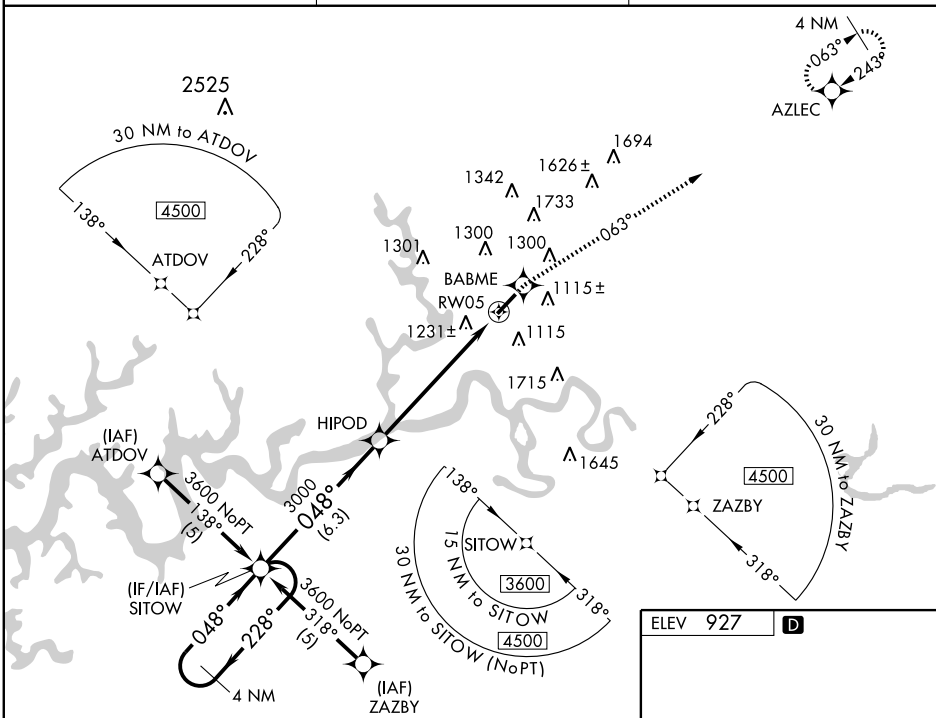 4 NM
063°
243°
AZLEC
2525
30 NM to ATDOV
4500
138°
228°
ATDOV
1694
1626±
1342
1733
063°
1301
1300
1300
BABME
1115±
RW05
1231±
1115
1715
HIPOD
1645
(IAF)
ATDOV
3600 NoPT
138°
(5)
3000
048°
(6.3)
(IF/IAF)
SITOW
3600 NoPT
318°
(5)
048°
228°
4 NM
(IAF)
ZAZBY
138°
SITOW
318°
3600
15 NM to SITOW
4500
30 NM to SITOW (NoPT)
228°
30 NM to ZAZBY
4500
ZAZBY
318°
ELEV 927 D